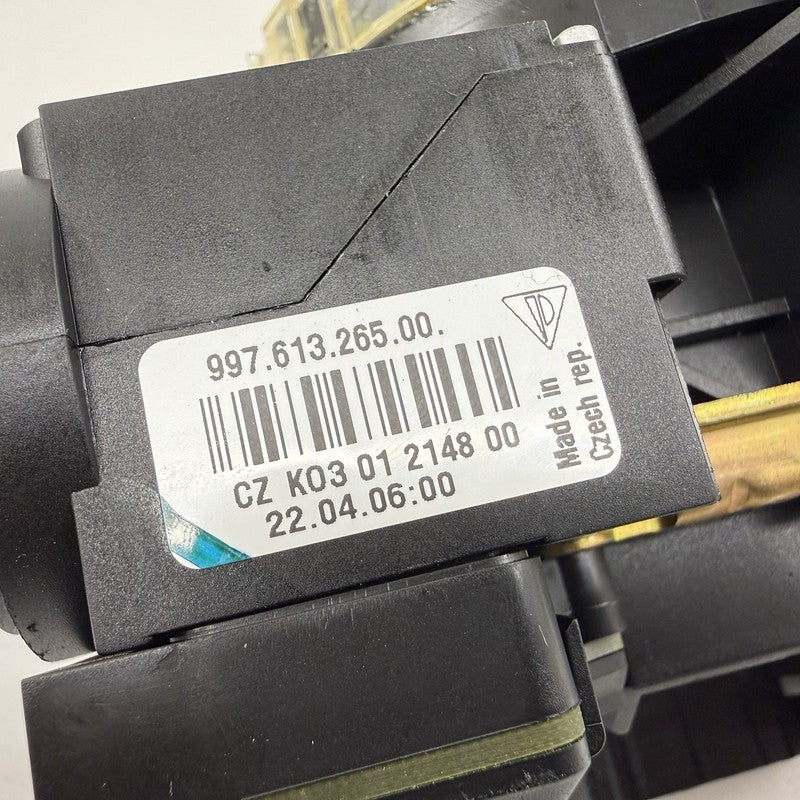 997.613.265.00.
CZ K03 01 2148 00
22.04.06:00
Made in
Czech rep.